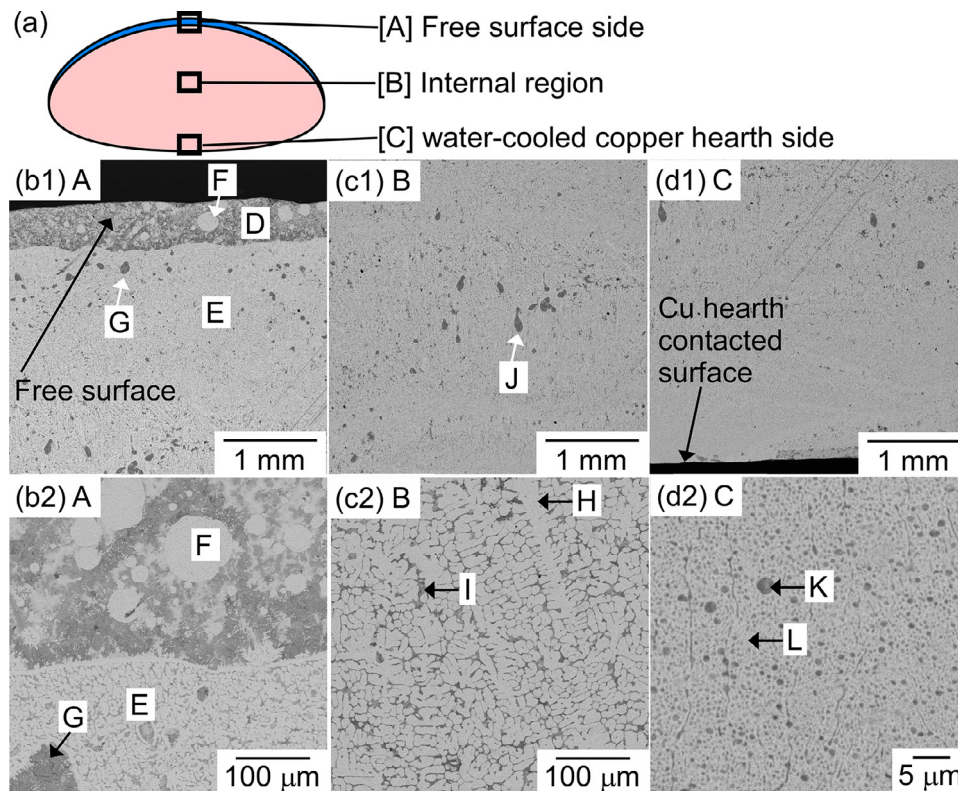 (a)
[A] Free surface side
[B] Internal region
[C] water-cooled copper hearth side
(b1) A
F
D
G
E
Free surface
1 mm
(c1) B
J
1 mm
(d1) C
Cu hearth
contacted
surface
1 mm
(b2) A
F
E
G
100 μm
(c2) B
H
I
100 μm
(d2) C
K
L
5 μm